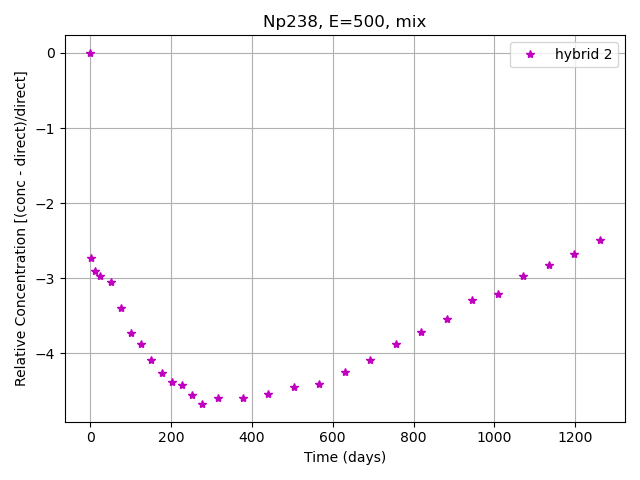 Np238, E=500, mix
hybrid 2
Relative Concentration [(conc - direct)/direct]
0
−1
−2
−3
−4
0 200 400 600 800 1000 1200
Time (days)